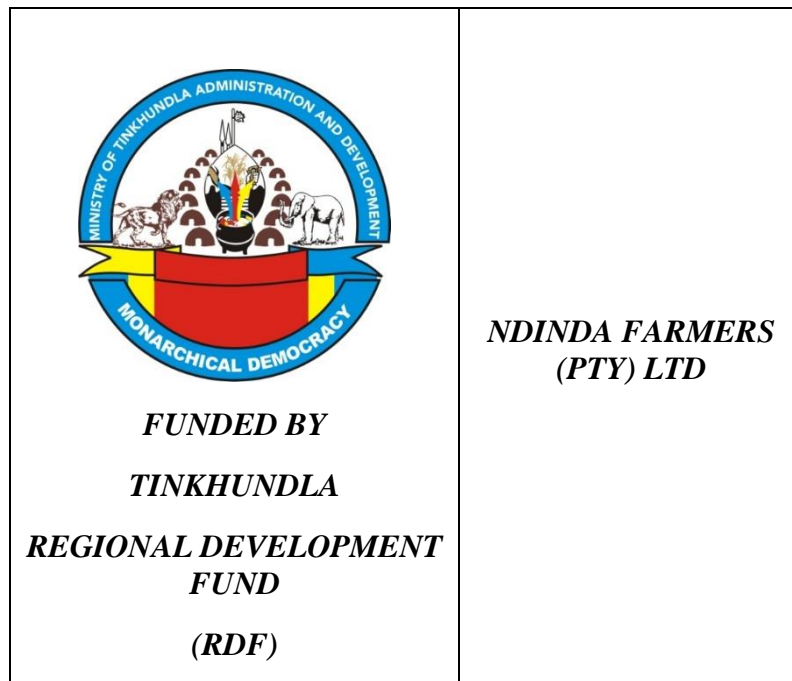 MINISTRY OF TINKHUNDLA ADMINISTRATION AND DEVELOPMENT
MONARCHICAL DEMOCRACY
FUNDED BY
TINKHUNDLA
REGIONAL DEVELOPMENT
FUND
(RDF)
NDINDA FARMERS
(PTY) LTD